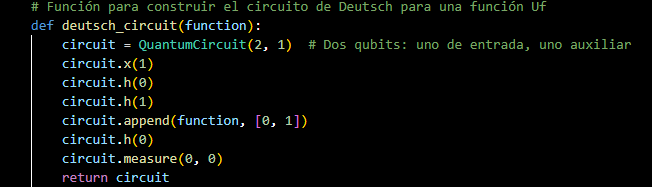 # Función para construir el circuito de Deutsch para una función Uf
def deutsch_circuit(function):
    circuit = QuantumCircuit(2, 1)  # Dos qubits: uno de entrada, uno auxiliar
    circuit.x(1)
    circuit.h(0)
    circuit.h(1)
    circuit.append(function, [0, 1])
    circuit.h(0)
    circuit.measure(0, 0)
    return circuit